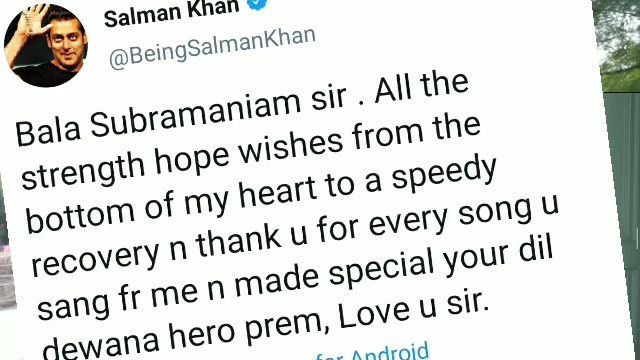 Salman Khan
@BeingSalmanKhan
Bala Subramaniam sir . All the
strength hope wishes from the
bottom of my heart to a speedy
recovery n thank u for every song u
sang fr me n made special your dil
dewana hero prem, Love u sir.
for Android